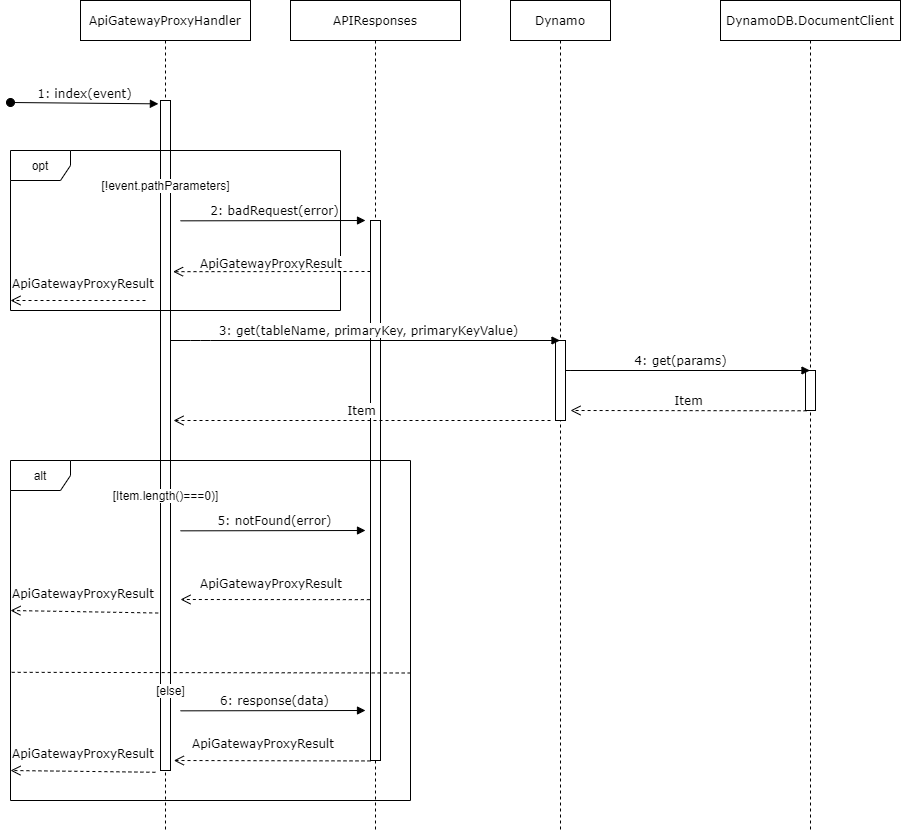 ApiGatewayProxyHandler
APIResponses
Dynamo
DynamoDB.DocumentClient
1: index(event)
opt
[!event.pathParameters]
2: badRequest(error)
ApiGatewayProxyResult
ApiGatewayProxyResult
3: get(tableName, primaryKey, primaryKeyValue)
4: get(params)
Item
Item
alt
[Item.length()===0)]
5: notFound(error)
ApiGatewayProxyResult
ApiGatewayProxyResult
[else]
6: response(data)
ApiGatewayProxyResult
ApiGatewayProxyResult